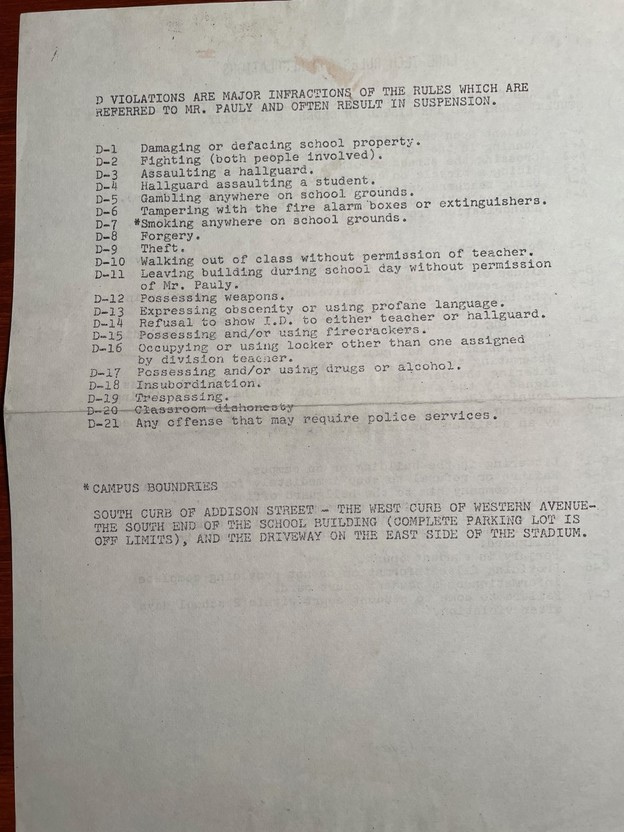 D VIOLATIONS ARE MAJOR INFRACTIONS OF THE RULES WHICH ARE
REFERRED TO MR. PAULY AND OFTEN RESULT IN SUSPENSION.
D-1 Damaging or defacing school property.
D-2 Fighting (both people involved).
D-3 Assaulting a hallguard.
D-4 Hallguard assaulting a student.
D-5 Gambling anywhere on school grounds.
D-6 Tampering with the fire alarm boxes or extinguishers.
D-7 *Smoking anywhere on school grounds.
D-8 Forgery.
D-9 Theft.
D-10 Walking out of class without permission of teacher.
D-11 Leaving building during school day without permission
of Mr. Pauly.
D-12 Possessing weapons.
D-13 Expressing obscenity or using profane language.
D-14 Refusal to show I.D. to either teacher or hallguard.
D-15 Possessing and/or using firecrackers.
D-16 Occupying or using locker other than one assigned
by division teacher.
D-17 Possessing and/or using drugs or alcohol.
D-18 Insubordination.
D-19 Trespassing.
D-20 Classroom dishonesty
D-21 Any offense that may require police services.
* CAMPUS BOUNDRIES
SOUTH CURB OF ADDISON STREET - THE WEST CURB OF WESTERN AVENUE-
THE SOUTH END OF THE SCHOOL BUILDING (COMPLETE PARKING LOT IS
OFF LIMITS), AND THE DRIVEWAY ON THE EAST SIDE OF THE STADIUM.